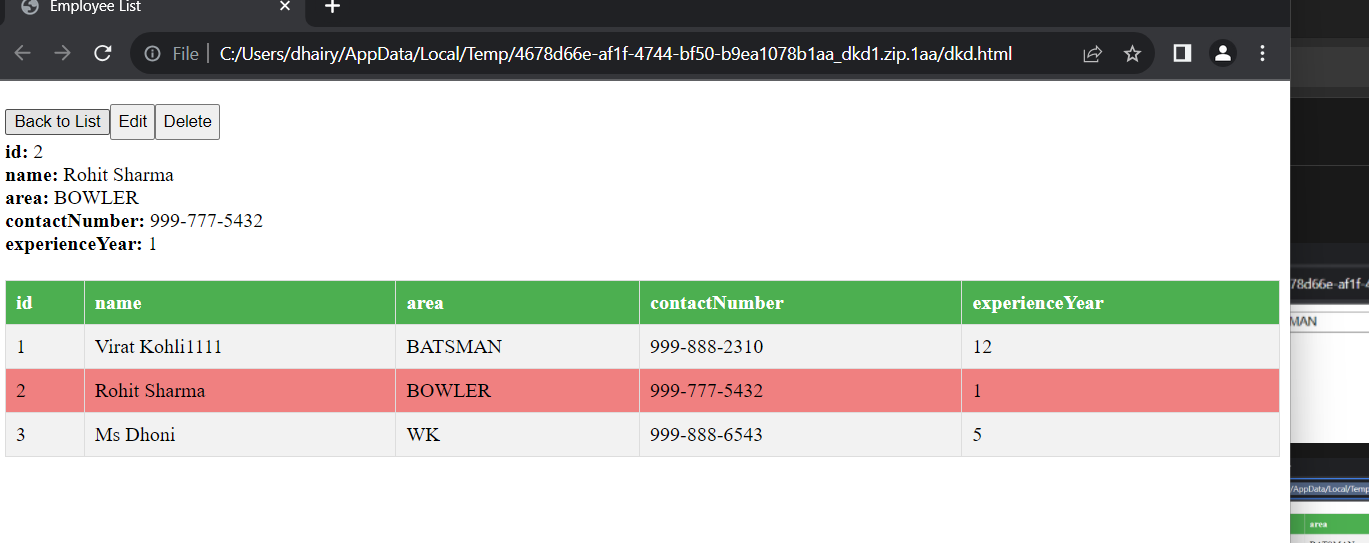 Employee List
File C:/Users/dhairy/AppData/Local/Temp/4678d66e-af1f-4744-bf50-b9ea1078b1aa_dkd1.zip.1aa/dkd.html
Back to List Edit Delete
id: 2
name: Rohit Sharma
area: BOWLER
contactNumber: 999-777-5432
experienceYear: 1
id name area contactNumber experienceYear
1 Virat Kohli1111 BATSMAN 999-888-2310 12
2 Rohit Sharma BOWLER 999-777-5432 1
3 Ms Dhoni WK 999-888-6543 5
78d66e-af1f-4
MAN
/AppData/Local/Temp
area